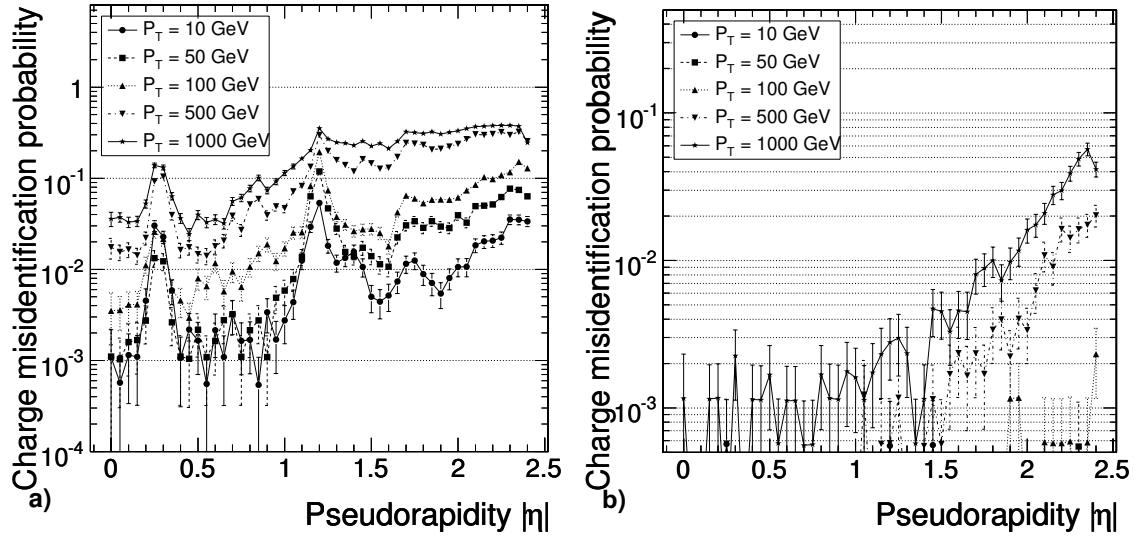 Charge misidentification probability
P_T = 10 GeV
P_T = 50 GeV
P_T = 100 GeV
P_T = 500 GeV
P_T = 1000 GeV
1
10^-1
10^-2
10^-3
10^-4
0 0.5 1 1.5 2 2.5
a)
Pseudorapidity |η|
Charge misidentification probability
P_T = 10 GeV
P_T = 50 GeV
P_T = 100 GeV
P_T = 500 GeV
P_T = 1000 GeV
10^-1
10^-2
10^-3
0 0.5 1 1.5 2 2.5
b)
Pseudorapidity |η|